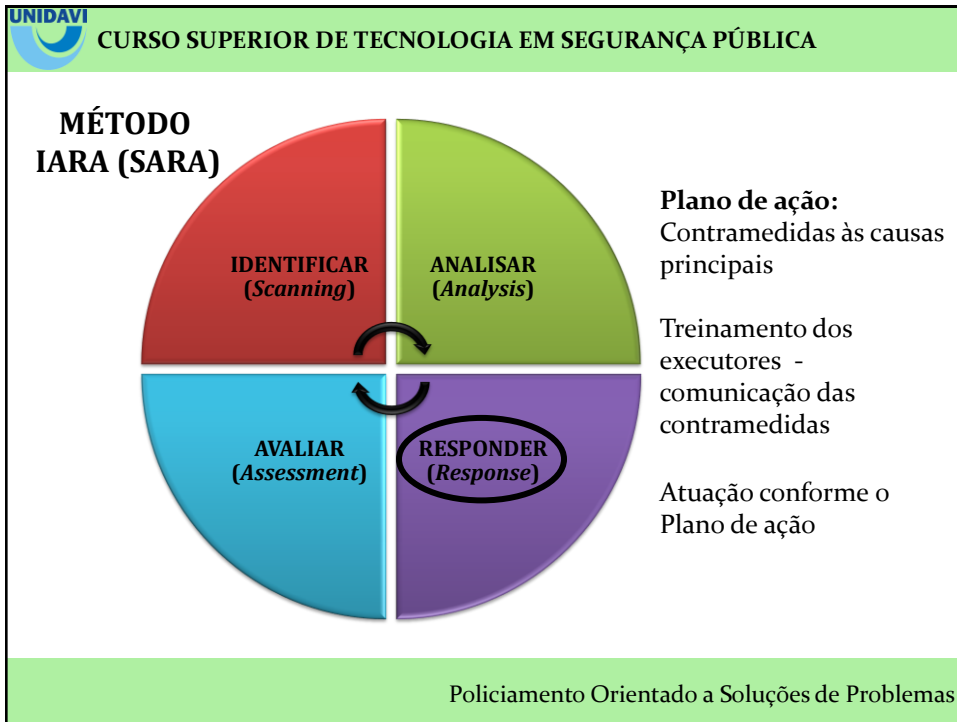 UNIDAVI
CURSO SUPERIOR DE TECNOLOGIA EM SEGURANÇA PÚBLICA
MÉTODO
IARA (SARA)
IDENTIFICAR
(Scanning)
ANALISAR
(Analysis)
AVALIAR
(Assessment)
RESPONDER
(Response)
Plano de ação:
Contramedidas às causas
principais
Treinamento dos
executores -
comunicação das
contramedidas
Atuação conforme o
Plano de ação
Policiamento Orientado a Soluções de Problemas